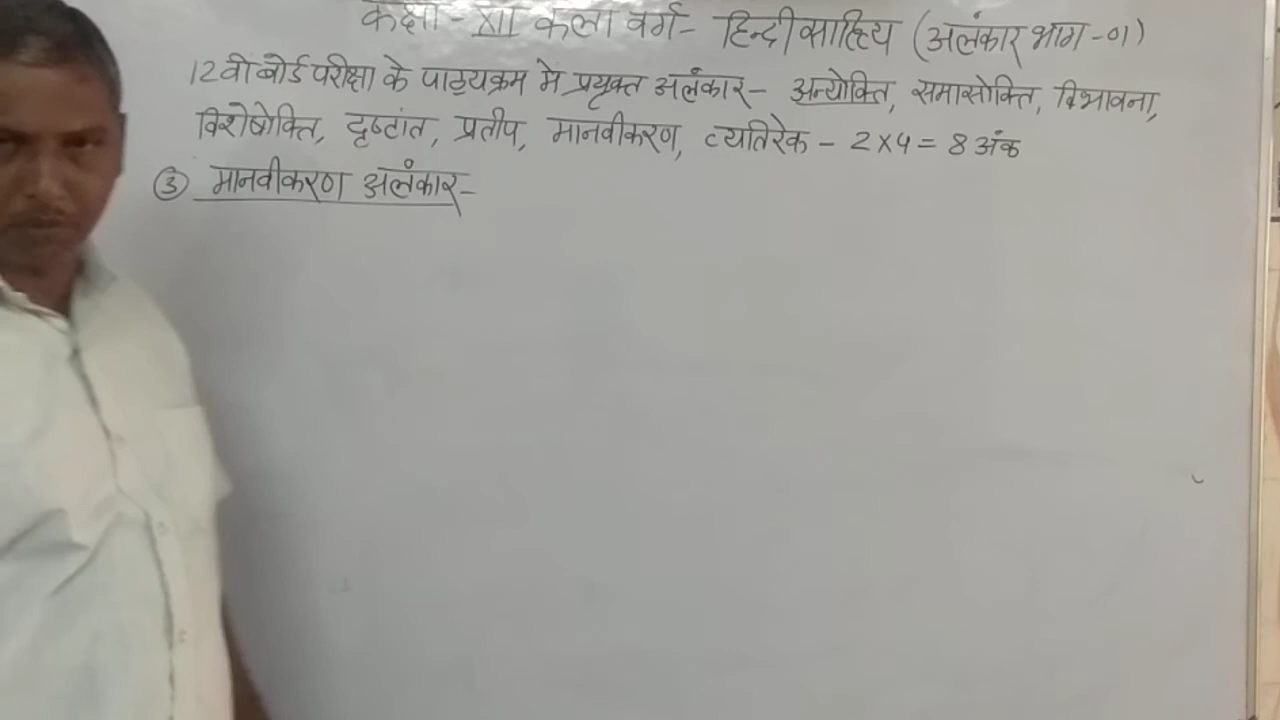 कक्षा - XII कला वर्ग - हिन्दी साहित्य (अलंकार भाग - 01)
12वी बोर्ड परीक्षा के पाठ्यक्रम मे प्रयुक्त अलंकार - अन्योक्ति, समासोक्ति, विभावना,
विशेषोक्ति, दृष्टांत, प्रतीप, मानवीकरण, व्यतिरेक - 2 x 4 = 8 अंक
③ मानवीकरण अलंकार -